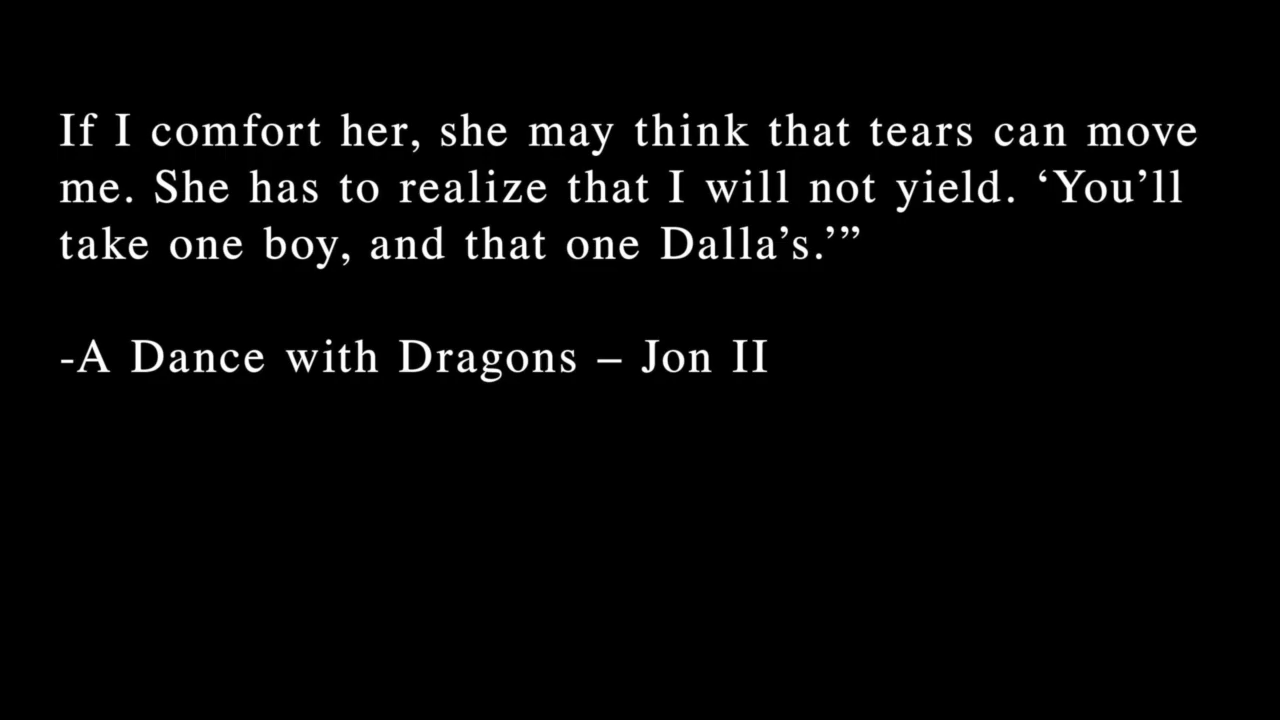 If I comfort her, she may think that tears can move
me. She has to realize that I will not yield. ‘You’ll
take one boy, and that one Dalla’s.’”
-A Dance with Dragons – Jon II